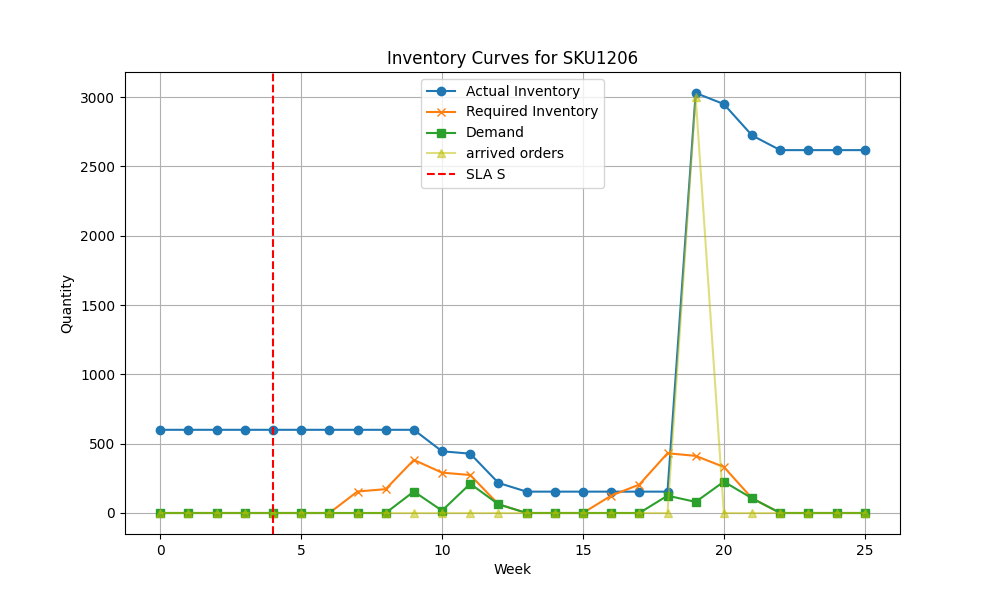 Inventory Curves for SKU1206
Actual Inventory
Required Inventory
Demand
arrived orders
SLA S
3000
2500
2000
1500
1000
500
0
Quantity
0 5 10 15 20 25
Week